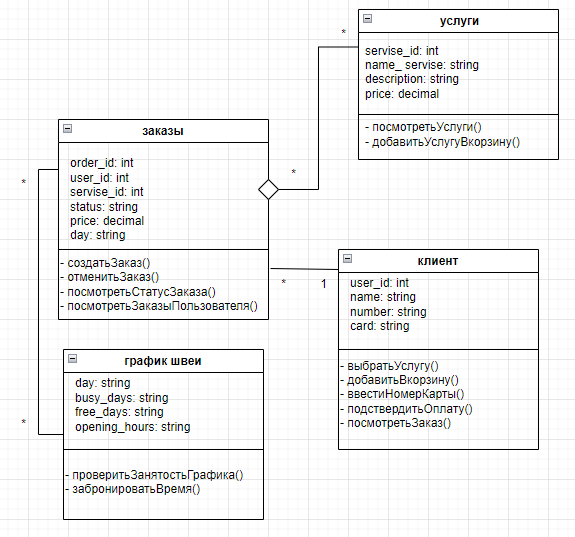 услуги
servise_id: int
name_ servise: string
description: string
price: decimal
- посмотретьУслуги()
- добавитьУслугуВкорзину()
*
*
заказы
order_id: int
user_id: int
servise_id: int
status: string
price: decimal
day: string
- создатьЗаказ()
- отменитьЗаказ()
- посмотретьСтатусЗаказа()
- посмотретьЗаказыПользователя()
*
1
клиент
user_id: int
name: string
number: string
card: string
- выбратьУслугу()
- добавитьВкорзину()
- ввестиНомерКарты()
- подствердитьОплату()
- посмотретьЗаказ()
*
*
график швеи
day: string
busy_days: string
free_days: string
opening_hours: string
- проверитьЗанятостьГрафика()
- забронироватьВремя()